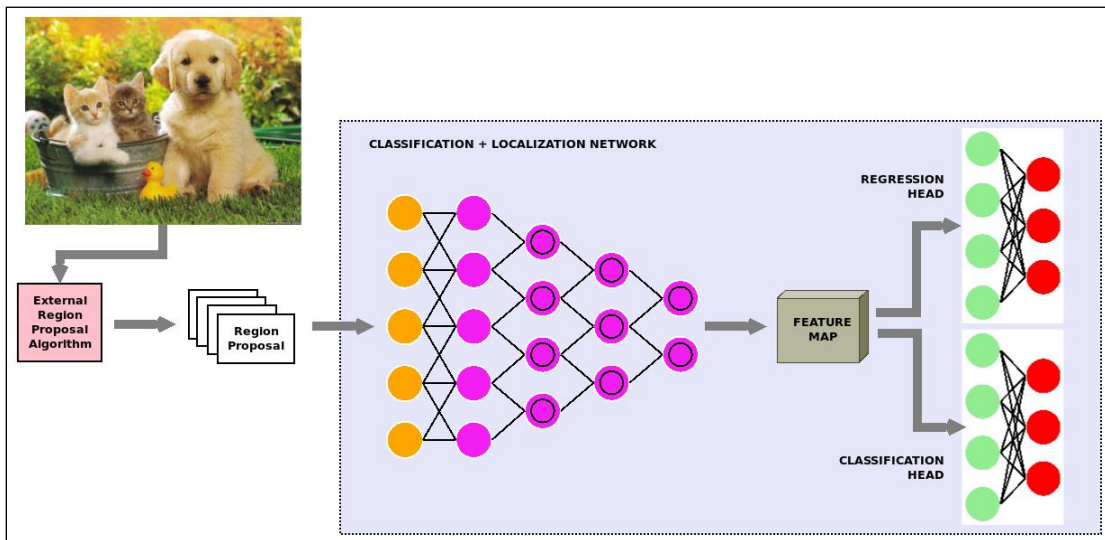 CLASSIFICATION + LOCALIZATION NETWORK
REGRESSION
HEAD
External
Region
Proposal
Algorithm
Region
Proposal
FEATURE
MAP
CLASSIFICATION
HEAD